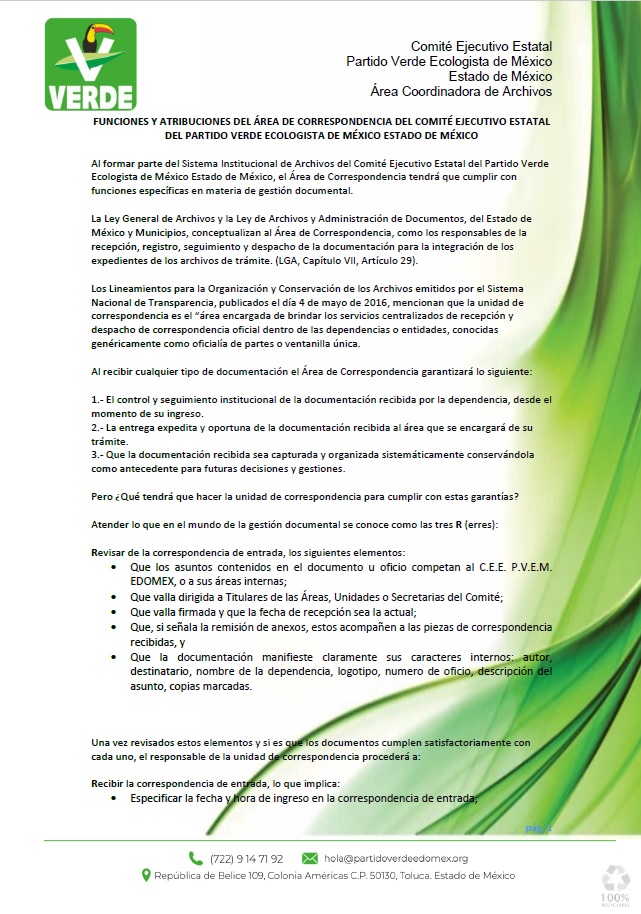 VERDE
Comité Ejecutivo Estatal
Partido Verde Ecologista de México
Estado de México
Área Coordinadora de Archivos
FUNCIONES Y ATRIBUCIONES DEL ÁREA DE CORRESPONDENCIA DEL COMITÉ EJECUTIVO ESTATAL
DEL PARTIDO VERDE ECOLOGISTA DE MÉXICO ESTADO DE MÉXICO
Al formar parte del Sistema Institucional de Archivos del Comité Ejecutivo Estatal del Partido Verde
Ecologista de México Estado de México, el Área de Correspondencia tendrá que cumplir con
funciones específicas en materia de gestión documental.
La Ley General de Archivos y la Ley de Archivos y Administración de Documentos, del Estado de
México y Municipios, conceptualizan al Área de Correspondencia, como los responsables de la
recepción, registro, seguimiento y despacho de la documentación para la integración de los
expedientes de los archivos de trámite. (LGA, Capítulo VII, Artículo 29).
Los Lineamientos para la Organización y Conservación de los Archivos emitidos por el Sistema
Nacional de Transparencia, publicados el día 4 de mayo de 2016, mencionan que la unidad de
correspondencia es el “área encargada de brindar los servicios centralizados de recepción y
despacho de correspondencia oficial dentro de las dependencias o entidades, conocidas
genéricamente como oficialía de partes o ventanilla única.
Al recibir cualquier tipo de documentación el Área de Correspondencia garantizará lo siguiente:
1.- El control y seguimiento institucional de la documentación recibida por la dependencia, desde el
momento de su ingreso.
2.- La entrega expedita y oportuna de la documentación recibida al área que se encargará de su
trámite.
3.- Que la documentación recibida sea capturada y organizada sistemáticamente conservándola
como antecedente para futuras decisiones y gestiones.
Pero ¿Qué tendrá que hacer la unidad de correspondencia para cumplir con estas garantías?
Atender lo que en el mundo de la gestión documental se conoce como las tres R (erres):
Revisar de la correspondencia de entrada, los siguientes elementos:
• Que los asuntos contenidos en el documento u oficio competan al C.E.E. P.V.E.M.
EDOMEX, o a sus áreas internas;
• Que valla dirigida a Titulares de las Áreas, Unidades o Secretarias del Comité;
• Que valla firmada y que la fecha de recepción sea la actual;
• Que, si señala la remisión de anexos, estos acompañen a las piezas de correspondencia
recibidas, y
• Que la documentación manifieste claramente sus caracteres internos: autor,
destinatario, nombre de la dependencia, logotipo, numero de oficio, descripción del
asunto, copias marcadas.
Una vez revisados estos elementos y si es que los documentos cumplen satisfactoriamente con
cada uno, el responsable de la unidad de correspondencia procederá a:
Recibir la correspondencia de entrada, lo que implica:
• Especificar la fecha y hora de ingreso en la correspondencia de entrada;
pág. 1
(722) 9 14 71 92 hola@partidoverdeedomex.org
República de Belice 109, Colonia Américas C.P. 50130, Toluca. Estado de México
100%
RECYCLABLE